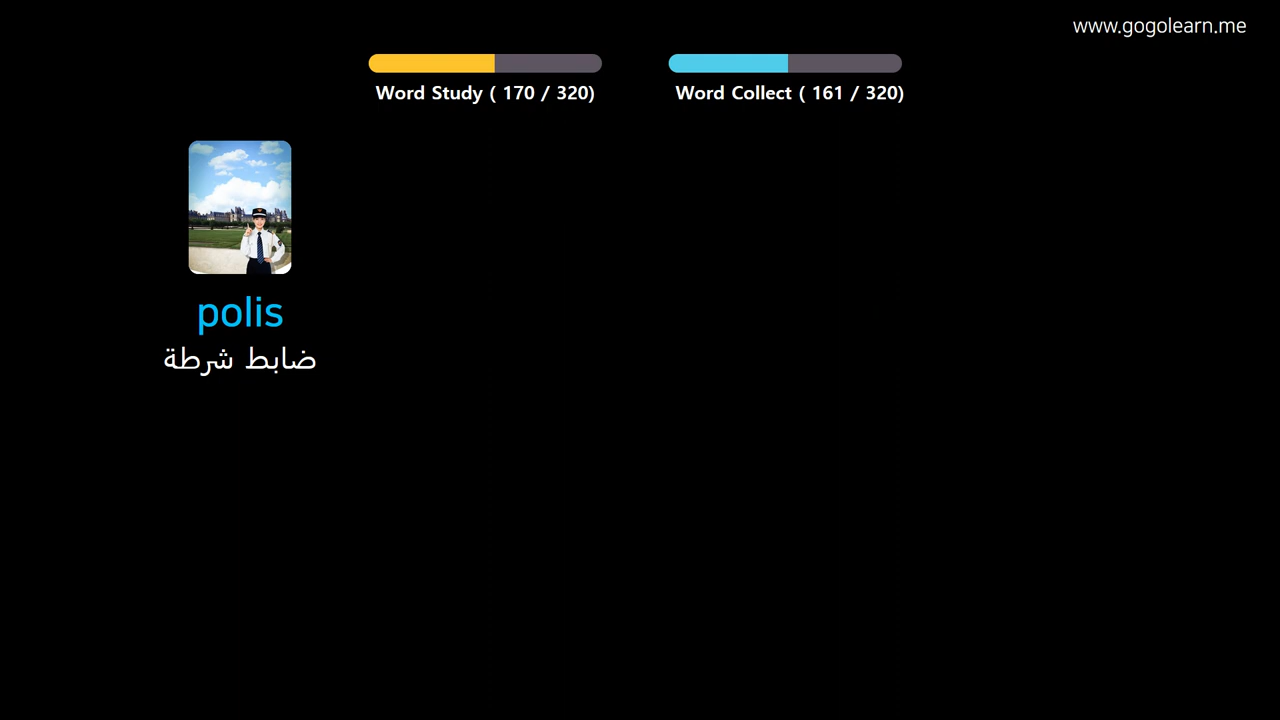 www.gogolearn.me
Word Study ( 170 / 320)
Word Collect ( 161 / 320)
polis
ضابط شرطة